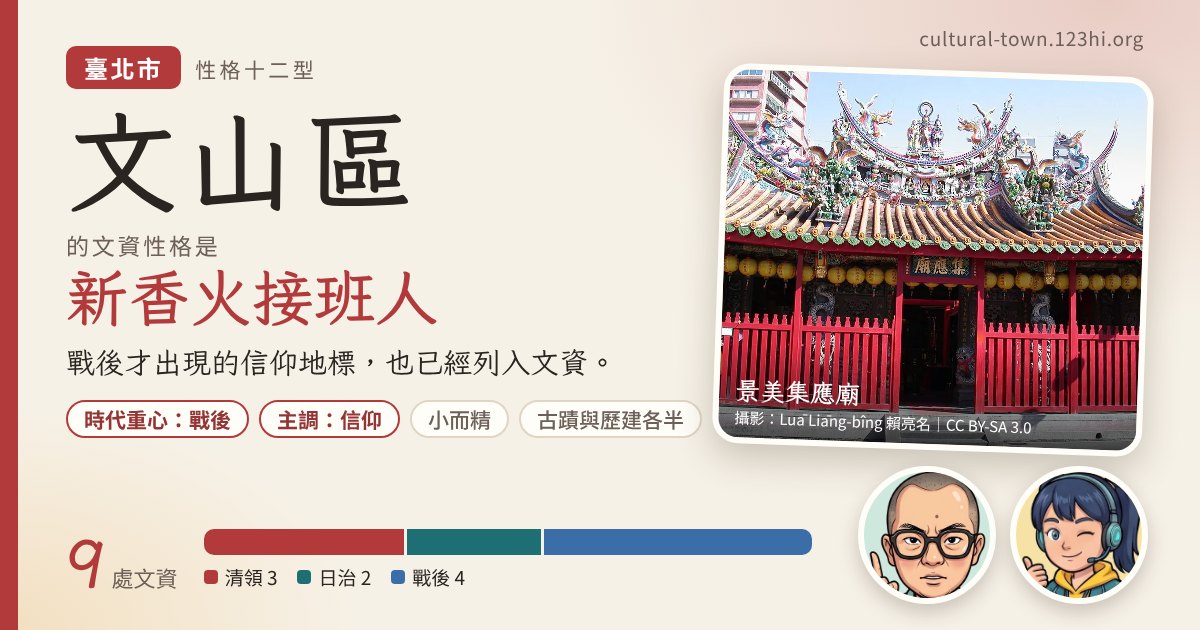 cultural-town.123hi.org
臺北市 性格十二型
文山區
的文資性格是
新香火接班人
戰後才出現的信仰地標，也已經列入文資。
時代重心：戰後 主調：信仰 小而精 古蹟與歷建各半
集應廟
景美集應廟
攝影：Lua Liāng-bîng 賴亮名｜CC BY-SA 3.0
9 處文資
清領 3 日治 2 戰後 4